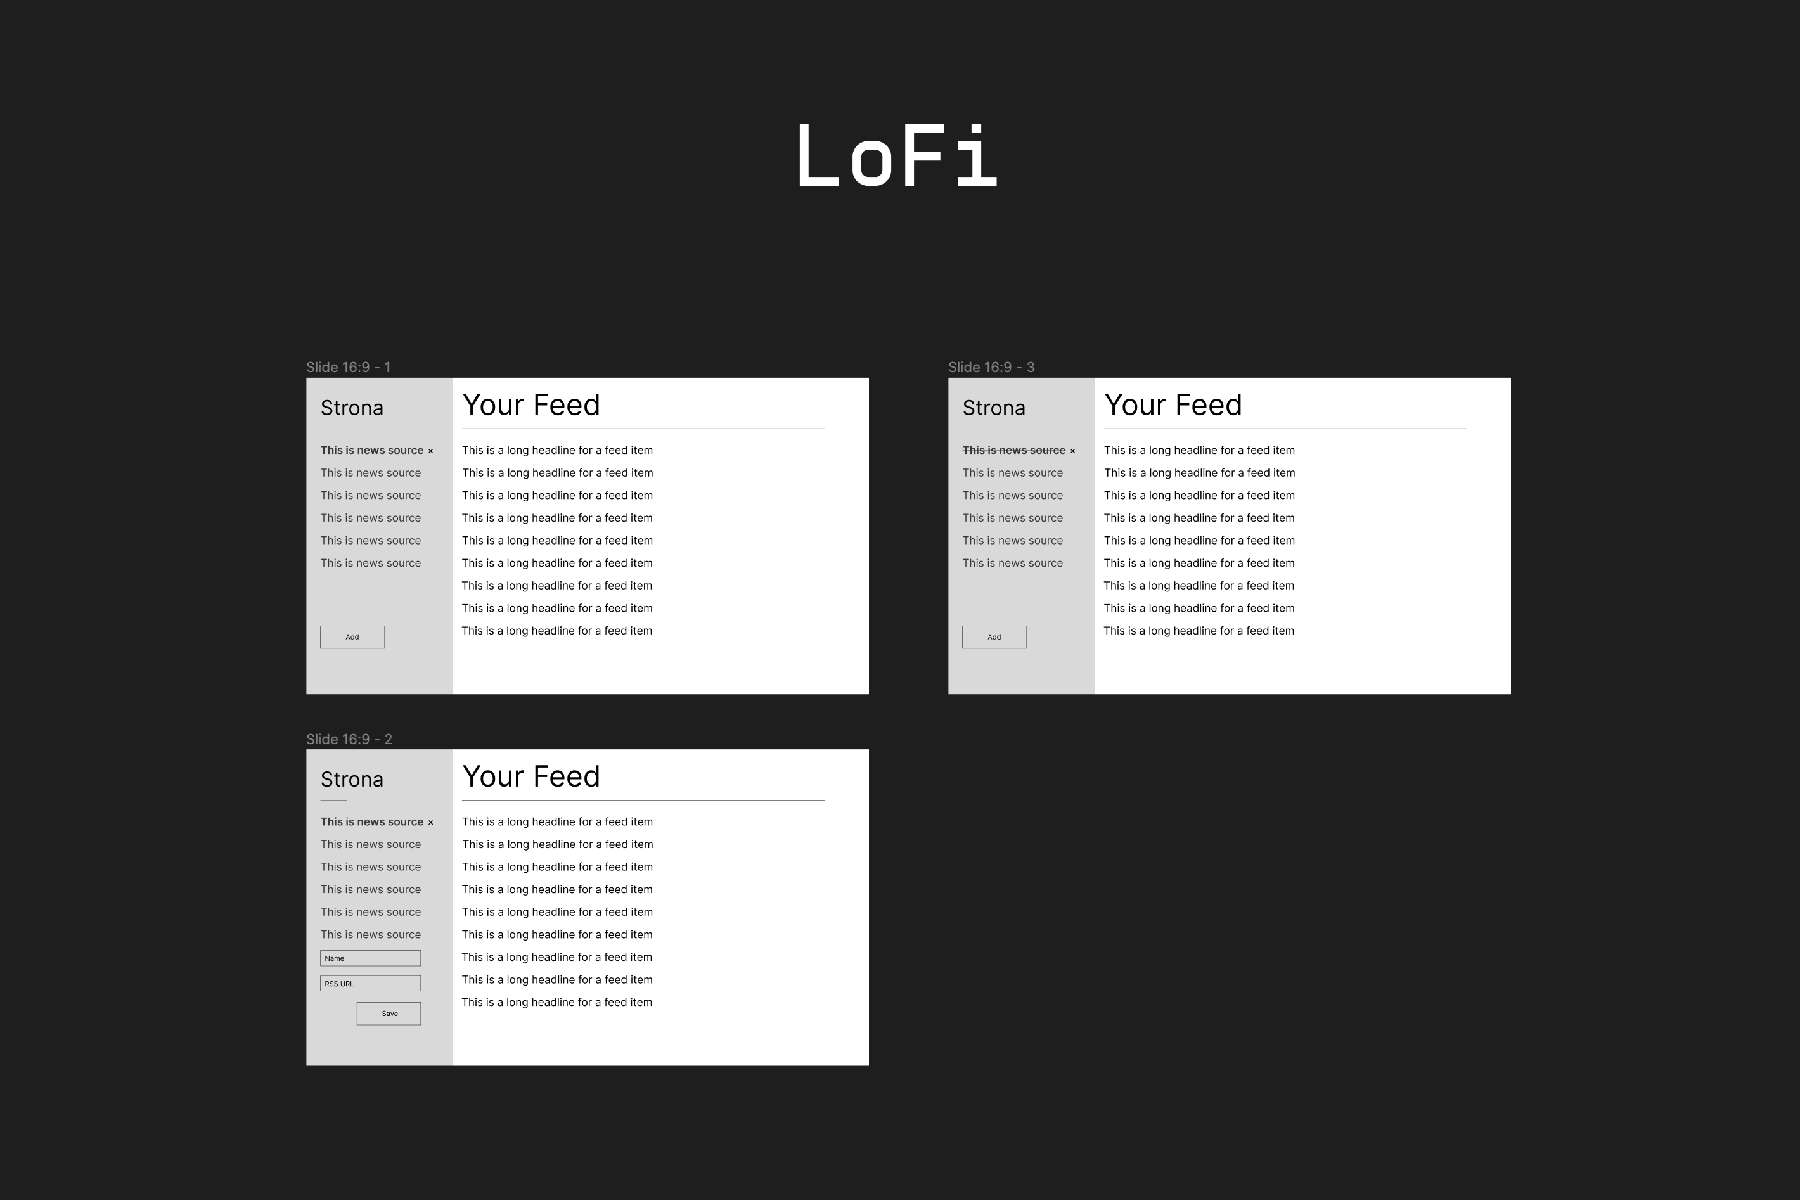 LoFi
Slide 16:9 - 1
Strona
This is news source ×
This is news source
This is news source
This is news source
This is news source
This is news source
Add
Your Feed
This is a long headline for a feed item
This is a long headline for a feed item
This is a long headline for a feed item
This is a long headline for a feed item
This is a long headline for a feed item
This is a long headline for a feed item
This is a long headline for a feed item
This is a long headline for a feed item
This is a long headline for a feed item
Slide 16:9 - 3
Strona
This is news source ×
This is news source
This is news source
This is news source
This is news source
This is news source
Add
Your Feed
This is a long headline for a feed item
This is a long headline for a feed item
This is a long headline for a feed item
This is a long headline for a feed item
This is a long headline for a feed item
This is a long headline for a feed item
This is a long headline for a feed item
This is a long headline for a feed item
This is a long headline for a feed item
Slide 16:9 - 2
Strona
This is news source ×
This is news source
This is news source
This is news source
This is news source
This is news source
Name
RSS URL
Save
Your Feed
This is a long headline for a feed item
This is a long headline for a feed item
This is a long headline for a feed item
This is a long headline for a feed item
This is a long headline for a feed item
This is a long headline for a feed item
This is a long headline for a feed item
This is a long headline for a feed item
This is a long headline for a feed item